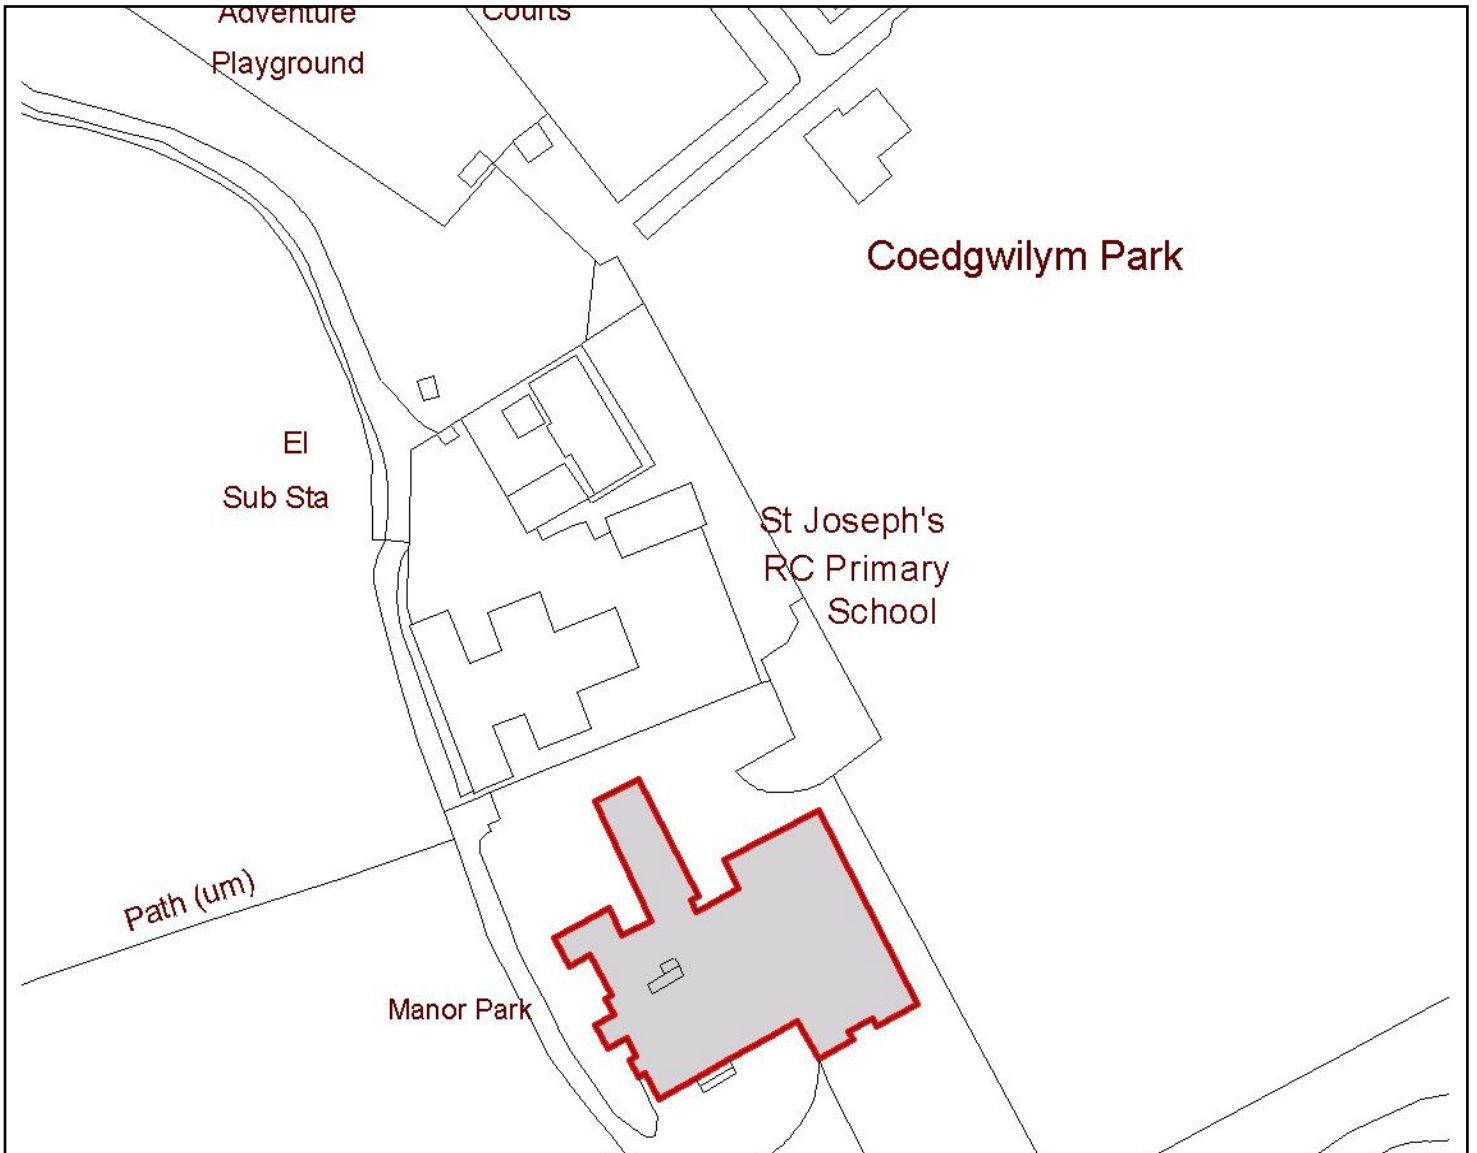 Adventure
Playground
Courts
Coedgwilym Park
El
Sub Sta
St Joseph's
RC Primary
School
Path (um)
Manor Park